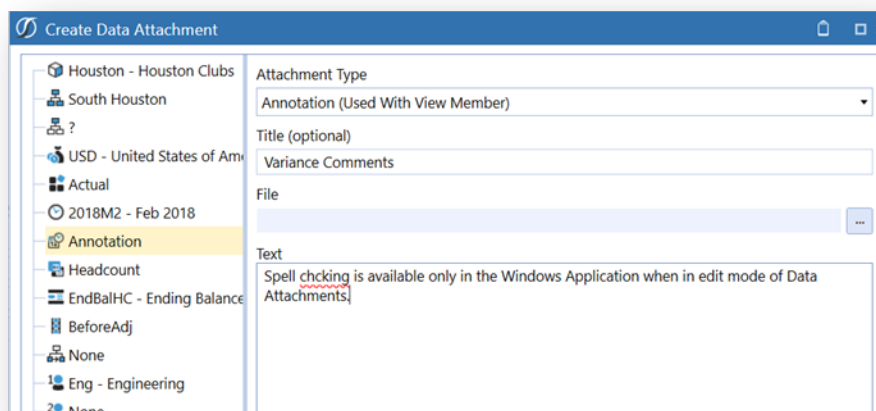 Create Data Attachment
Houston - Houston Clubs
South Houston
?
USD - United States of Am
Actual
2018M2 - Feb 2018
Annotation
Headcount
EndBalHC - Ending Balance
BeforeAdj
None
Eng - Engineering
None
Attachment Type
Annotation (Used With View Member)
Title (optional)
Variance Comments
File
...
Text
Spell chcking is available only in the Windows Application when in edit mode of Data
Attachments.